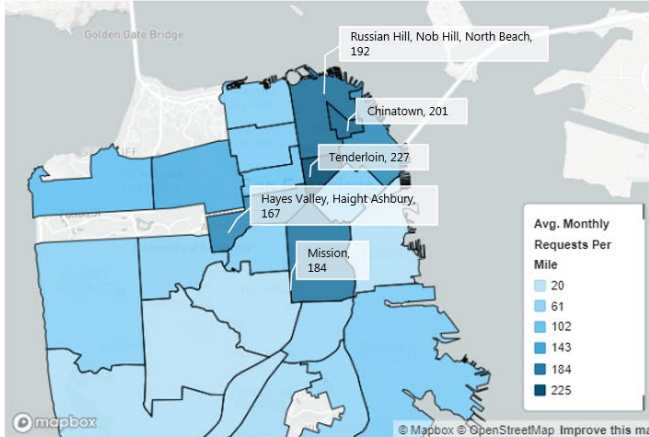 Golden Gate Bridge
Russian Hill, Nob Hill, North Beach,
192
Chinatown, 201
Tenderloin, 227
Hayes Valley, Haight Ashbury,
167
Mission,
184
Avg. Monthly
Requests Per
Mile
20
61
102
143
184
225
mapbox
© Mapbox © OpenStreetMap Improve this ma